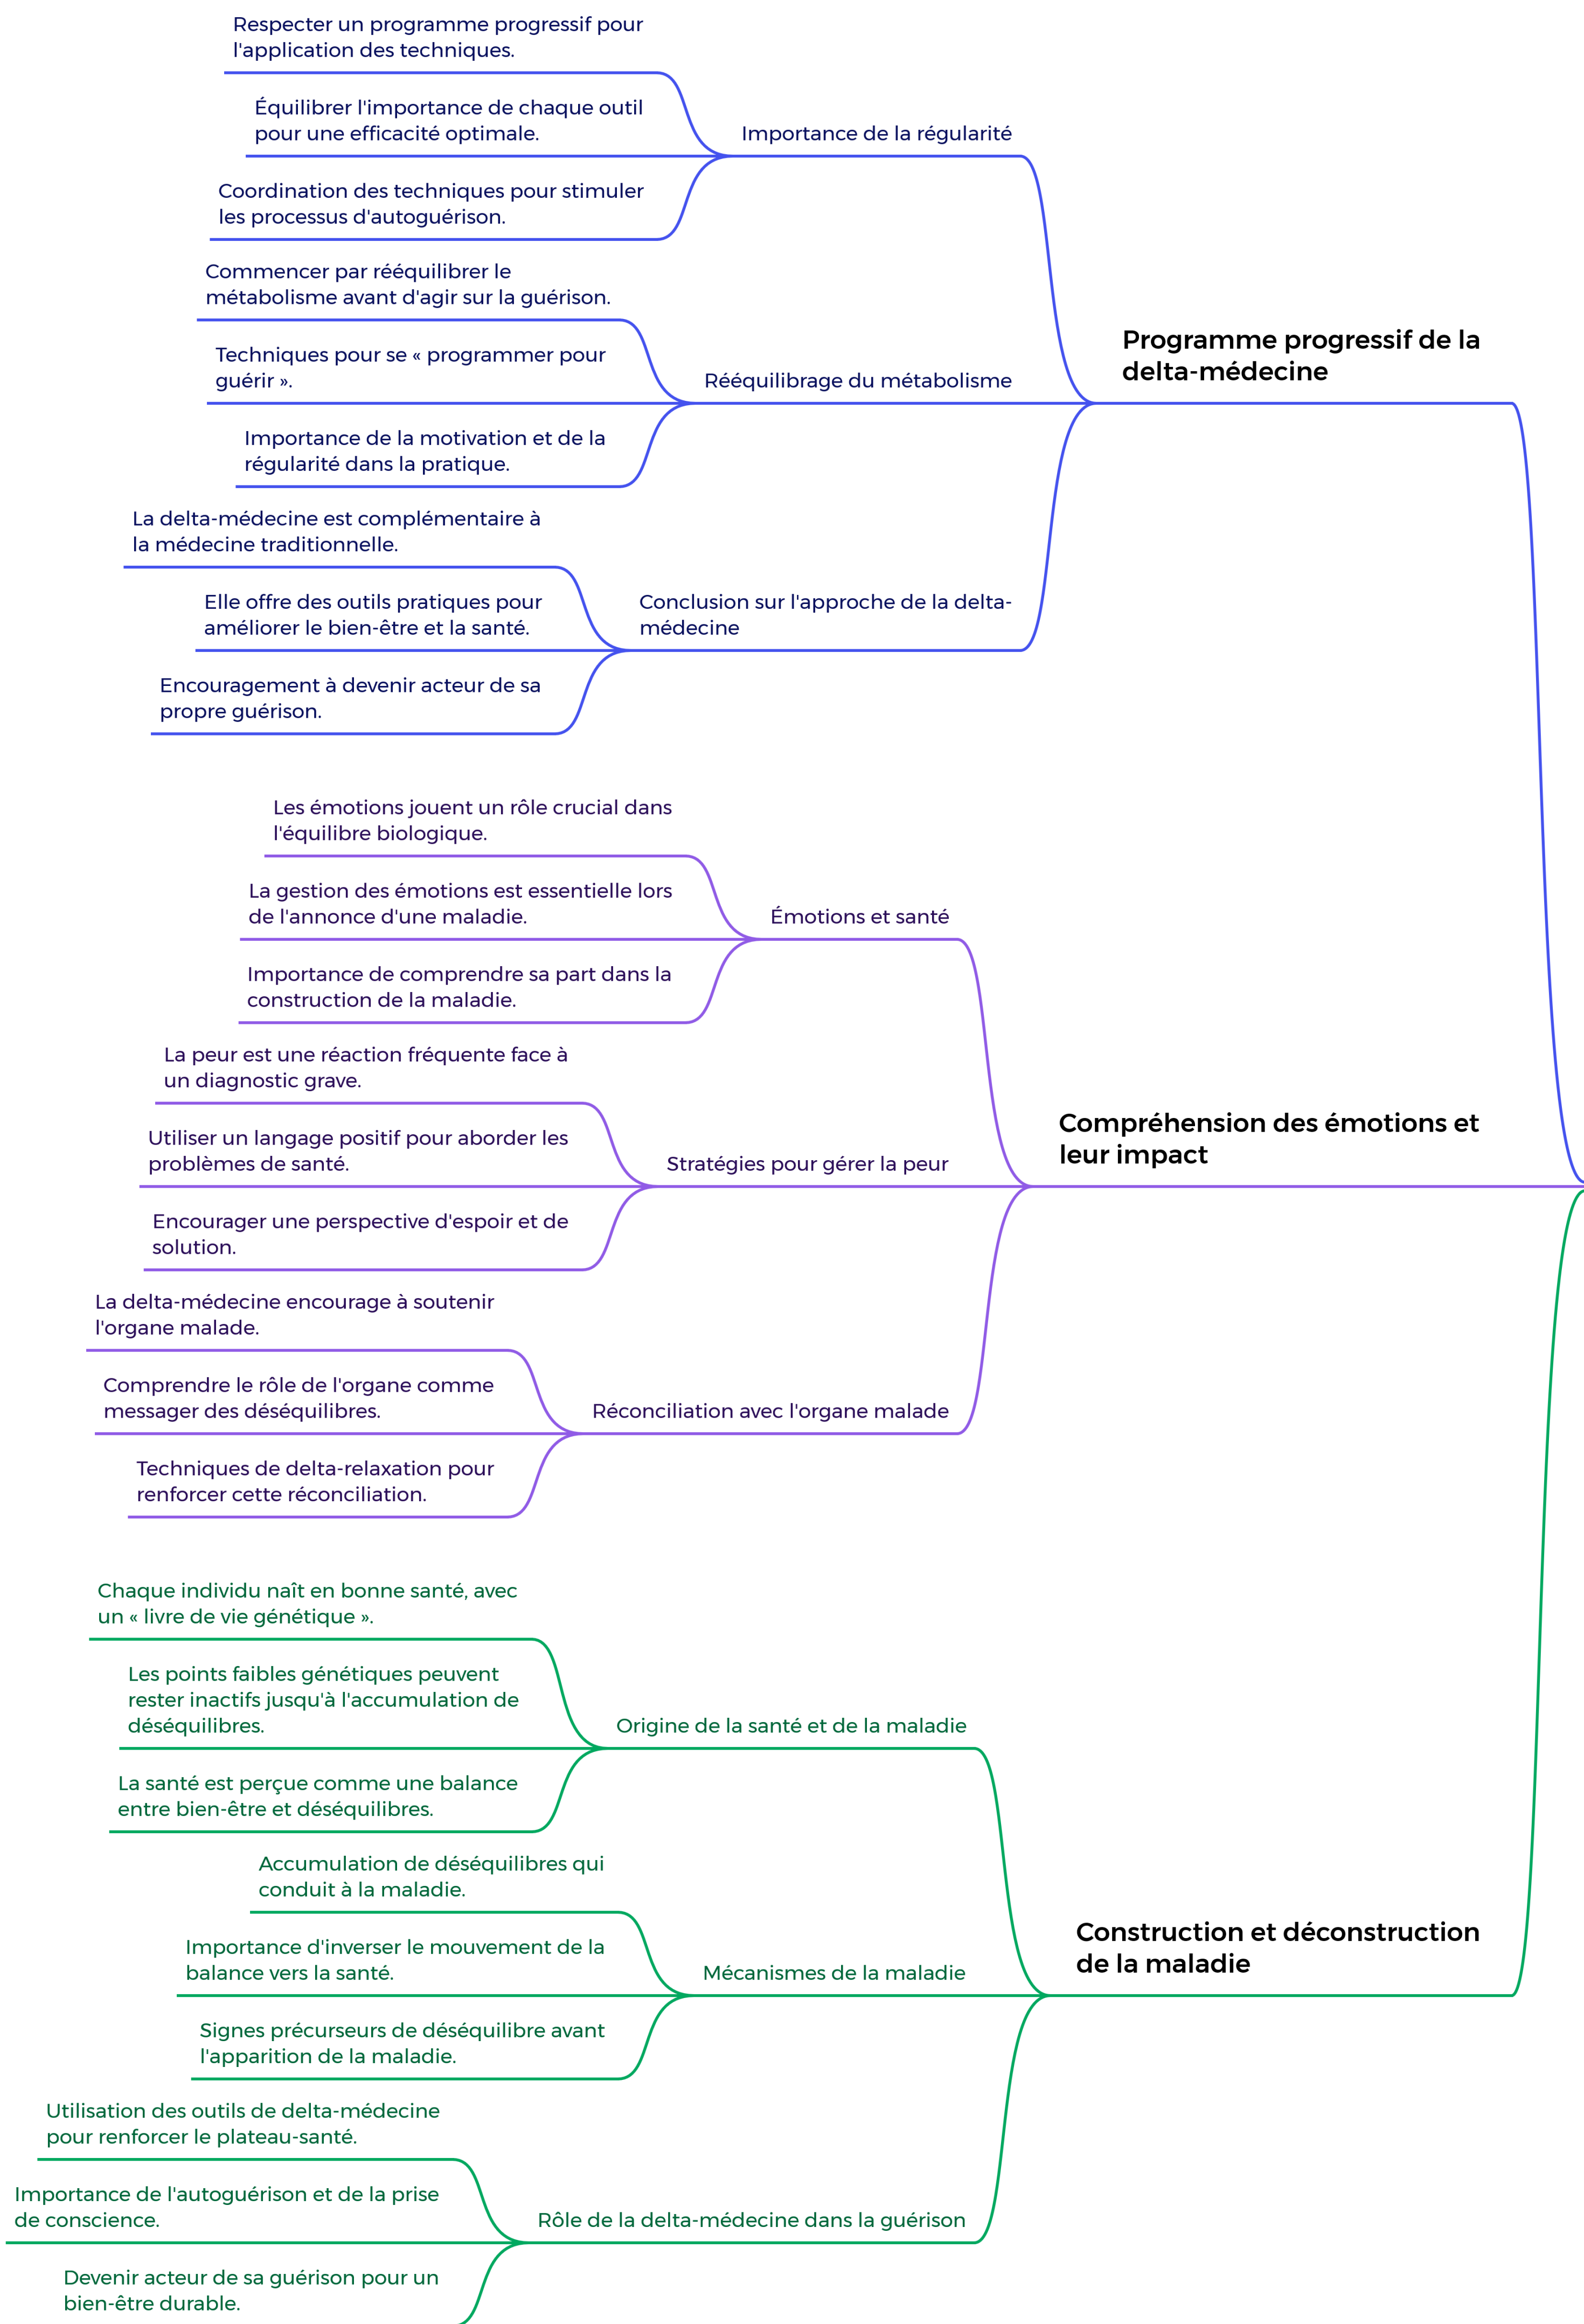 Respecter un programme progressif pour
l'application des techniques.
Équilibrer l'importance de chaque outil
pour une efficacité optimale.
Importance de la régularité
Coordination des techniques pour stimuler
les processus d'autoguérison.
Commencer par rééquilibrer le
métabolisme avant d'agir sur la guérison.
Programme progressif de la
delta-médecine
Techniques pour se « programmer pour
guérir ».
Rééquilibrage du métabolisme
Importance de la motivation et de la
régularité dans la pratique.
La delta-médecine est complémentaire à
la médecine traditionnelle.
Elle offre des outils pratiques pour
améliorer le bien-être et la santé.
Conclusion sur l'approche de la delta-
médecine
Encouragement à devenir acteur de sa
propre guérison.
Les émotions jouent un rôle crucial dans
l'équilibre biologique.
La gestion des émotions est essentielle lors
de l'annonce d'une maladie.
Émotions et santé
Importance de comprendre sa part dans la
construction de la maladie.
La peur est une réaction fréquente face à
un diagnostic grave.
Compréhension des émotions et
leur impact
Utiliser un langage positif pour aborder les
problèmes de santé.
Stratégies pour gérer la peur
Encourager une perspective d'espoir et de
solution.
La delta-médecine encourage à soutenir
l'organe malade.
Comprendre le rôle de l'organe comme
messager des déséquilibres.
Réconciliation avec l'organe malade
Techniques de delta-relaxation pour
renforcer cette réconciliation.
Chaque individu naît en bonne santé, avec
un « livre de vie génétique ».
Les points faibles génétiques peuvent
rester inactifs jusqu'à l'accumulation de
déséquilibres.
Origine de la santé et de la maladie
La santé est perçue comme une balance
entre bien-être et déséquilibres.
Accumulation de déséquilibres qui
conduit à la maladie.
Construction et déconstruction
de la maladie
Importance d'inverser le mouvement de la
balance vers la santé.
Mécanismes de la maladie
Signes précurseurs de déséquilibre avant
l'apparition de la maladie.
Utilisation des outils de delta-médecine
pour renforcer le plateau-santé.
Importance de l'autoguérison et de la prise
de conscience.
Rôle de la delta-médecine dans la guérison
Devenir acteur de sa guérison pour un
bien-être durable.